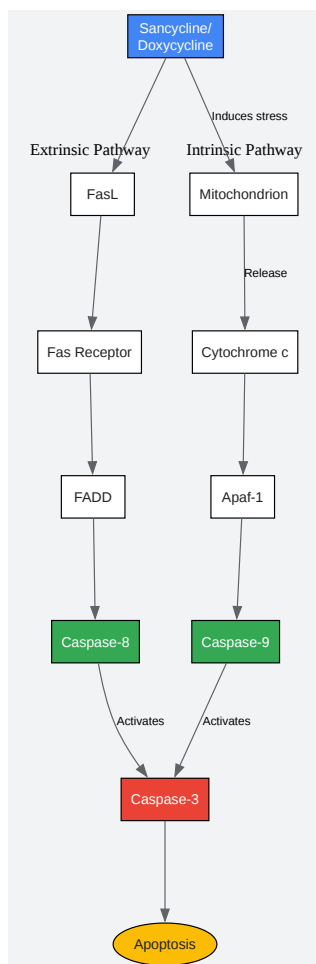 Sancycline/
Doxycycline
Induces stress
Extrinsic Pathway
Intrinsic Pathway
FasL
Mitochondrion
Release
Fas Receptor
Cytochrome c
FADD
Apaf-1
Caspase-8
Caspase-9
Activates
Activates
Caspase-3
Apoptosis